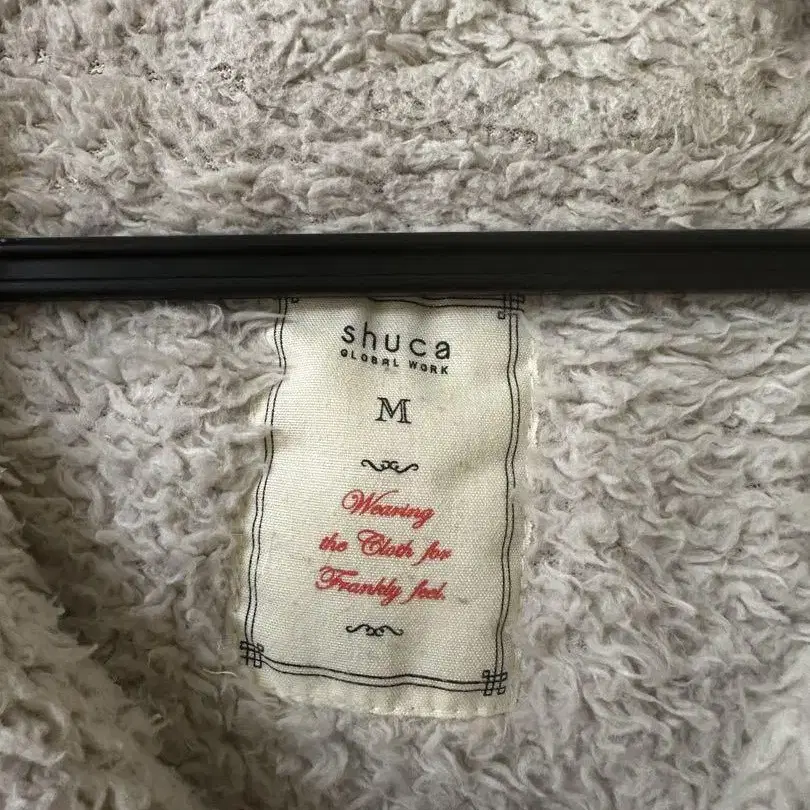 shuca
GLOBAL WORK
M
Wearing
the Cloth for
Frankly feel.